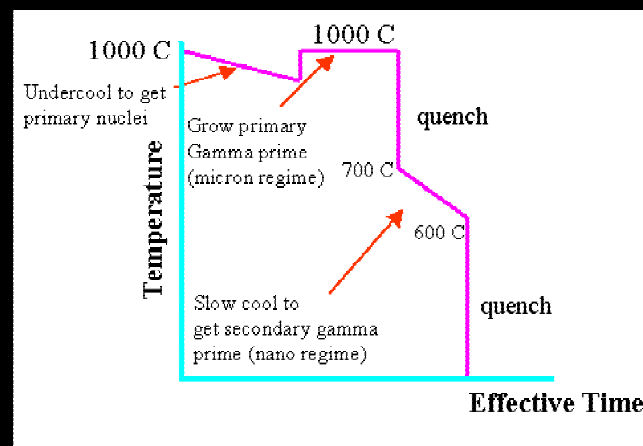 1000 C
1000 C
Undercool to get
primary nuclei
Grow primary
Gamma prime
(micron regime)
quench
700 C
600 C
Temperature
Slow cool to
get secondary gamma
prime (nano regime)
quench
Effective Time